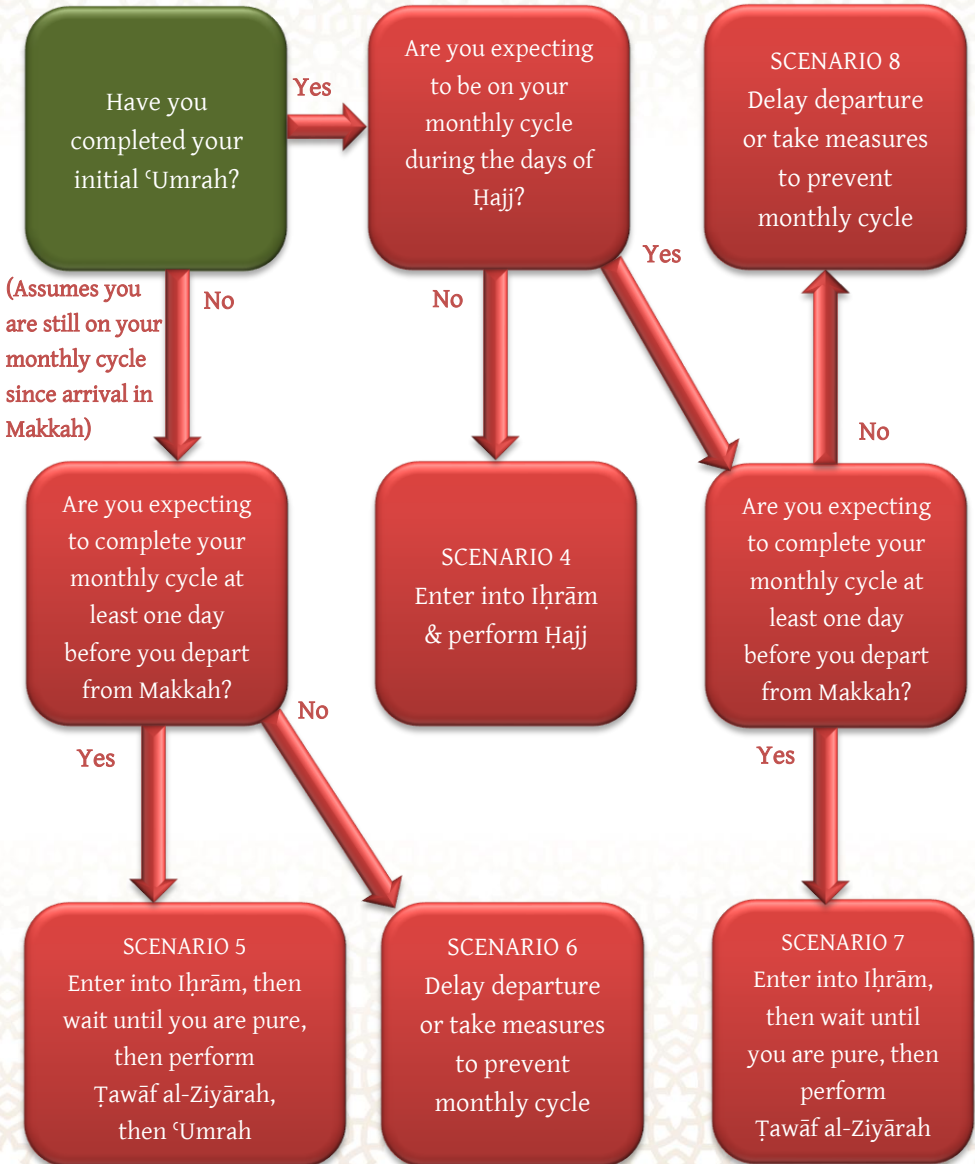 Have you
completed your
initial ʿUmrah?
Yes
Are you expecting
to be on your
monthly cycle
during the days of
Ḥajj?
SCENARIO 8
Delay departure
or take measures
to prevent
monthly cycle
(Assumes you
are still on your
monthly cycle
since arrival in
Makkah)
No
No
Yes
No
Are you expecting
to complete your
monthly cycle at
least one day
before you depart
from Makkah?
SCENARIO 4
Enter into Iḥrām
& perform Ḥajj
Are you expecting
to complete your
monthly cycle at
least one day
before you depart
from Makkah?
Yes
No
Yes
SCENARIO 5
Enter into Iḥrām, then
wait until you are pure,
then perform
Ṭawāf al-Ziyārah,
then ʿUmrah
SCENARIO 6
Delay departure
or take measures
to prevent
monthly cycle
SCENARIO 7
Enter into Iḥrām,
then wait until
you are pure, then
perform
Ṭawāf al-Ziyārah